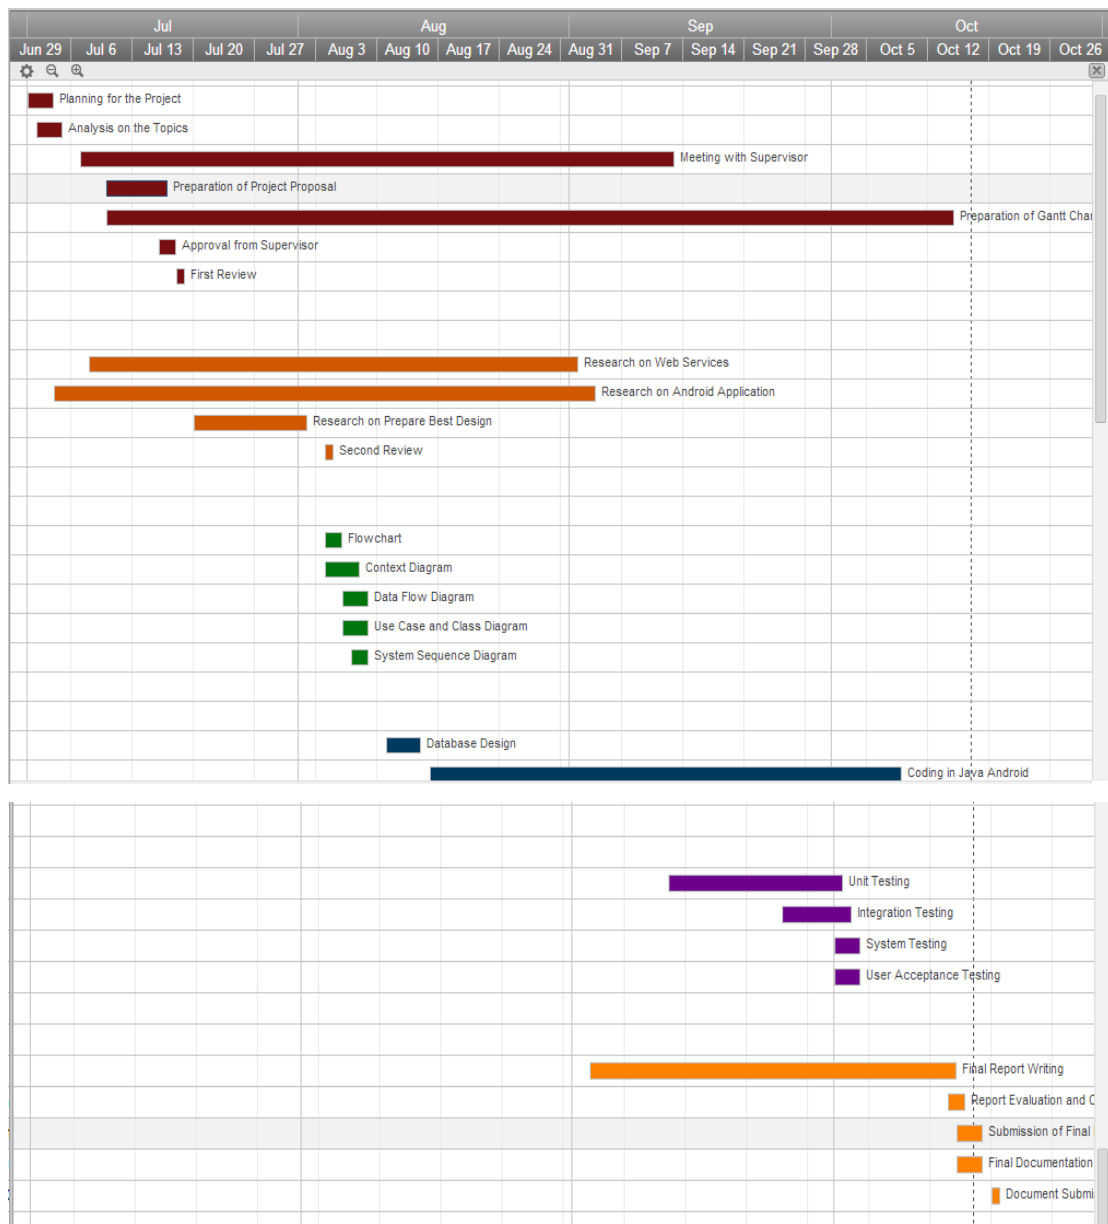 Jul Aug Sep Oct
Jun 29 Jul 6 Jul 13 Jul 20 Jul 27 Aug 3 Aug 10 Aug 17 Aug 24 Aug 31 Sep 7 Sep 14 Sep 21 Sep 28 Oct 5 Oct 12 Oct 19 Oct 26
Planning for the Project
Analysis on the Topics
Meeting with Supervisor
Preparation of Project Proposal
Preparation of Gantt Char
Approval from Supervisor
First Review
Research on Web Services
Research on Android Application
Research on Prepare Best Design
Second Review
Flowchart
Context Diagram
Data Flow Diagram
Use Case and Class Diagram
System Sequence Diagram
Database Design
Coding in Java Android
Unit Testing
Integration Testing
System Testing
User Acceptance Testing
Final Report Writing
Report Evaluation and C
Submission of Final
Final Documentation
Document Submi